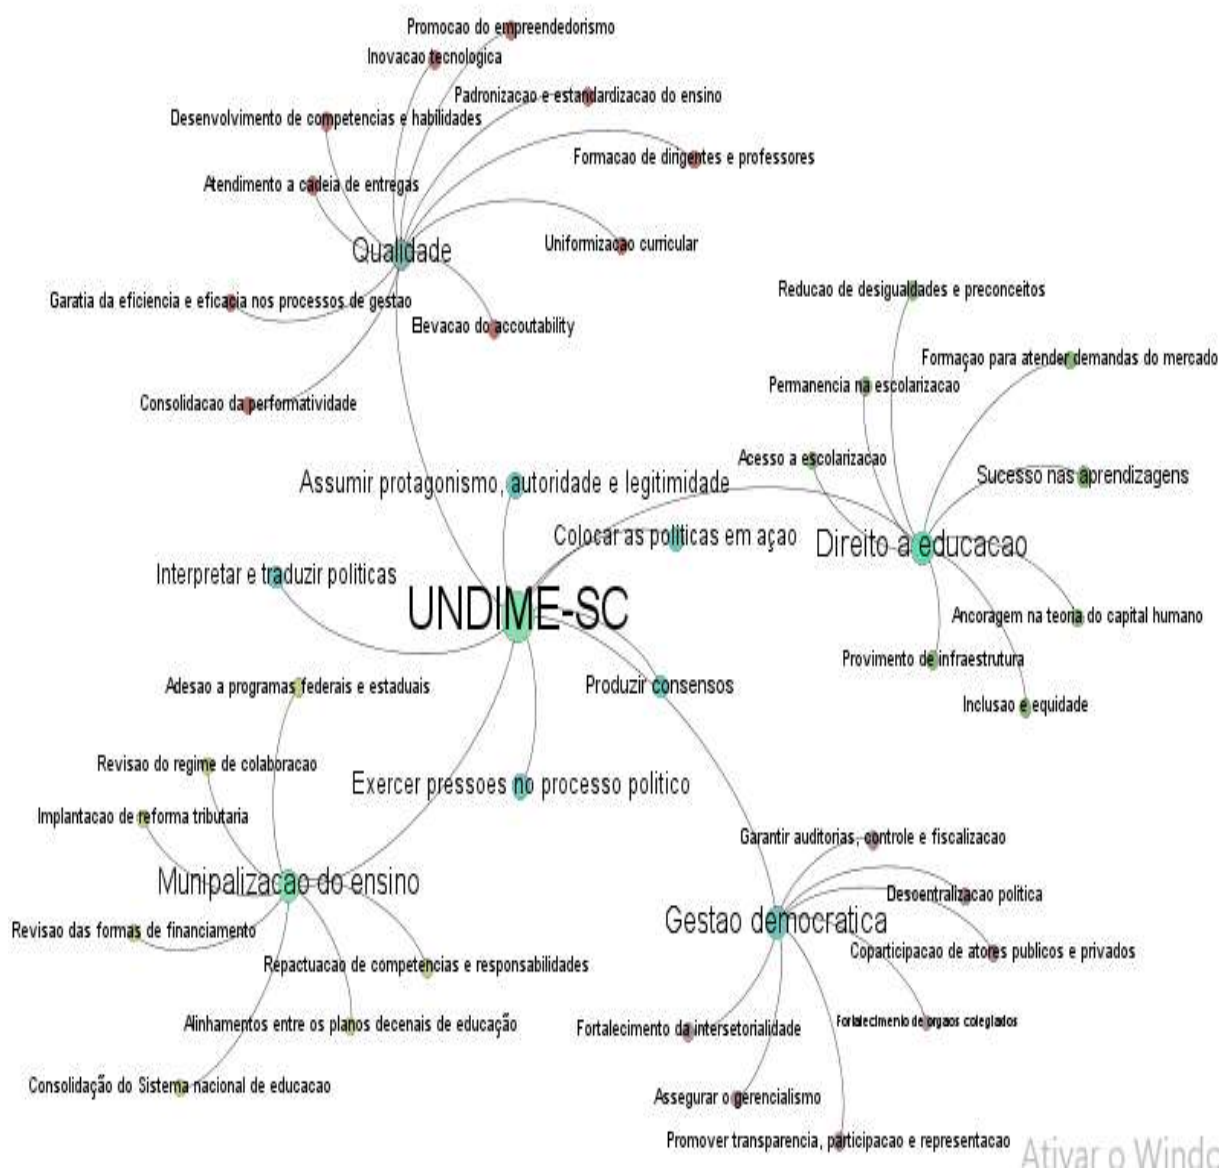 Promocao do empreendedorismo
Inovacao tecnologica
Padronizacao e estandardizacao do ensino
Desenvolvimento de competencias e habilidades
Formacao de dirigentes e professores
Atendimento a cadeia de entregas
Uniformizacao curricular
Qualidade
Garatia da eficiencia e eficacia nos processos de gestao
Elevacao do accoutability
Consolidacao da performatividade
Reducao de desigualdades e preconceitos
Formaçao para atender demandas do mercado
Permanencia na escolarizacao
Acesso a escolarizacao
Sucesso nas aprendizagens
Direito a educacao
Ancoragem na teoria do capital humano
Provimento de infraestrutura
Inclusao e equidade
Assumir protagonismo, autoridade e legitimidade
Colocar as politicas em açao
Interpretar e traduzir politicas
UNDIME-SC
Produzir consensos
Exercer pressoes no processo politico
Adesao a programas federais e estaduais
Revisao do regime de colaboracao
Implantacao de reforma tributaria
Munipalizacao do ensino
Revisao das formas de financiamento
Repactuacao de competencias e responsabilidades
Alinhamentos entre os planos decenais de educação
Consolidação do Sistema nacional de educacao
Garantir auditorias, controle e fiscalizacao
Descentralizacao politica
Gestao democratica
Coparticipacao de atores publicos e privados
Fortalecimento de orgaos colegiados
Fortalecimento da intersetorialidade
Assegurar o gerencialismo
Promover transparencia, participacao e representacao
Ativar o Windo